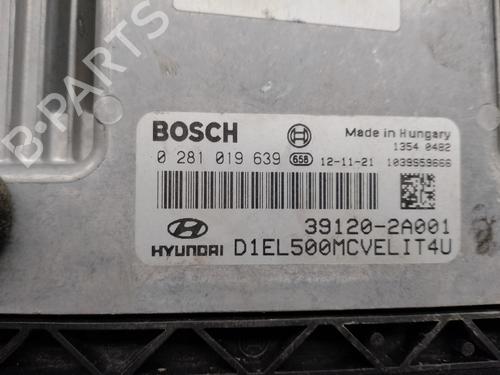 B-PARTS
BOSCH
Made in Hungary
1354 0482
0 281 019 639 658 12-11-21 1039S59666
39120-2A001
HYUNDAI D1EL500MCVELIT4U